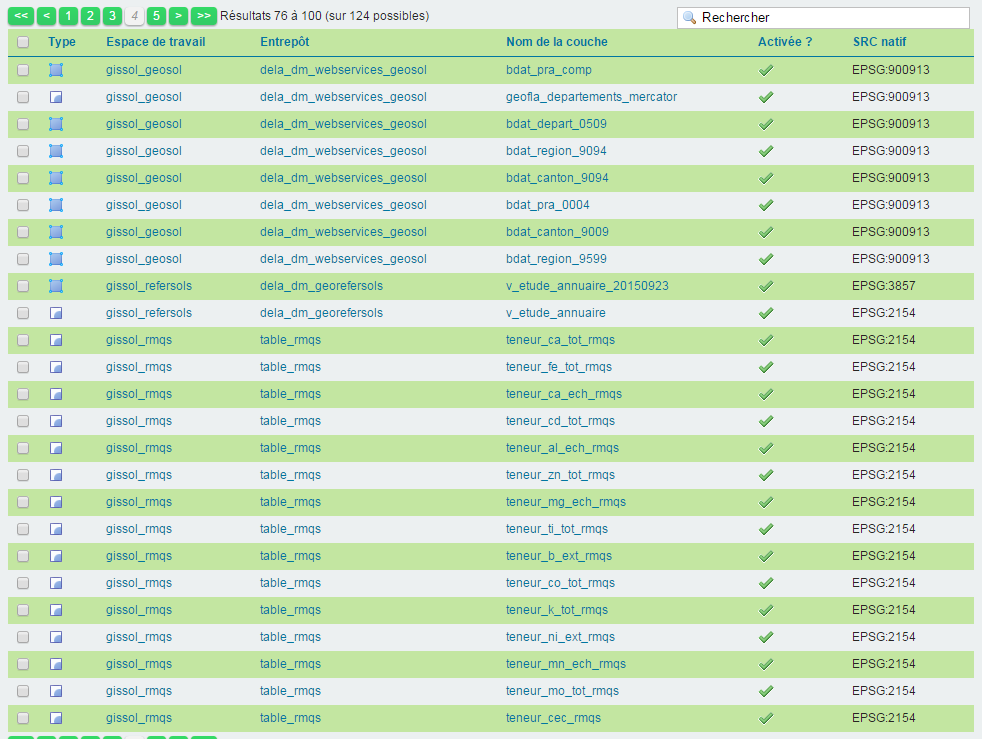 << < 1 2 3 4 5 > >> Résultats 76 à 100 (sur 124 possibles) Rechercher
Type Espace de travail Entrepôt Nom de la couche Activée ? SRC natif
gissol_geosol dela_dm_webservices_geosol bdat_pra_comp EPSG:900913
gissol_geosol dela_dm_webservices_geosol geofla_departements_mercator EPSG:900913
gissol_geosol dela_dm_webservices_geosol bdat_depart_0509 EPSG:900913
gissol_geosol dela_dm_webservices_geosol bdat_region_9094 EPSG:900913
gissol_geosol dela_dm_webservices_geosol bdat_canton_9094 EPSG:900913
gissol_geosol dela_dm_webservices_geosol bdat_pra_0004 EPSG:900913
gissol_geosol dela_dm_webservices_geosol bdat_canton_9009 EPSG:900913
gissol_geosol dela_dm_webservices_geosol bdat_region_9599 EPSG:900913
gissol_refersols dela_dm_georefersols v_etude_annuaire_20150923 EPSG:3857
gissol_refersols dela_dm_georefersols v_etude_annuaire EPSG:2154
gissol_rmqs table_rmqs teneur_ca_tot_rmqs EPSG:2154
gissol_rmqs table_rmqs teneur_fe_tot_rmqs EPSG:2154
gissol_rmqs table_rmqs teneur_ca_ech_rmqs EPSG:2154
gissol_rmqs table_rmqs teneur_cd_tot_rmqs EPSG:2154
gissol_rmqs table_rmqs teneur_al_ech_rmqs EPSG:2154
gissol_rmqs table_rmqs teneur_zn_tot_rmqs EPSG:2154
gissol_rmqs table_rmqs teneur_mg_ech_rmqs EPSG:2154
gissol_rmqs table_rmqs teneur_ti_tot_rmqs EPSG:2154
gissol_rmqs table_rmqs teneur_b_ext_rmqs EPSG:2154
gissol_rmqs table_rmqs teneur_co_tot_rmqs EPSG:2154
gissol_rmqs table_rmqs teneur_k_tot_rmqs EPSG:2154
gissol_rmqs table_rmqs teneur_ni_ext_rmqs EPSG:2154
gissol_rmqs table_rmqs teneur_mn_ech_rmqs EPSG:2154
gissol_rmqs table_rmqs teneur_mo_tot_rmqs EPSG:2154
gissol_rmqs table_rmqs teneur_cec_rmqs EPSG:2154